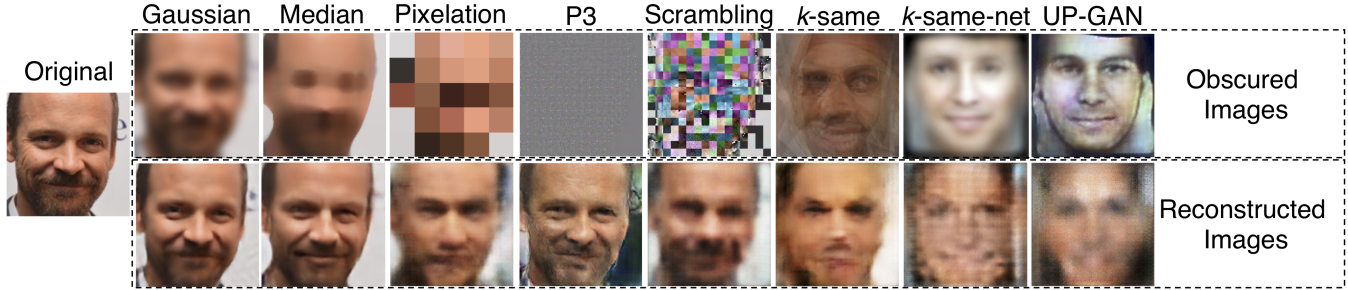 Gaussian Median Pixelation P3 Scrambling k-same k-same-net UP-GAN
Original
Obscured
Images
Reconstructed
Images